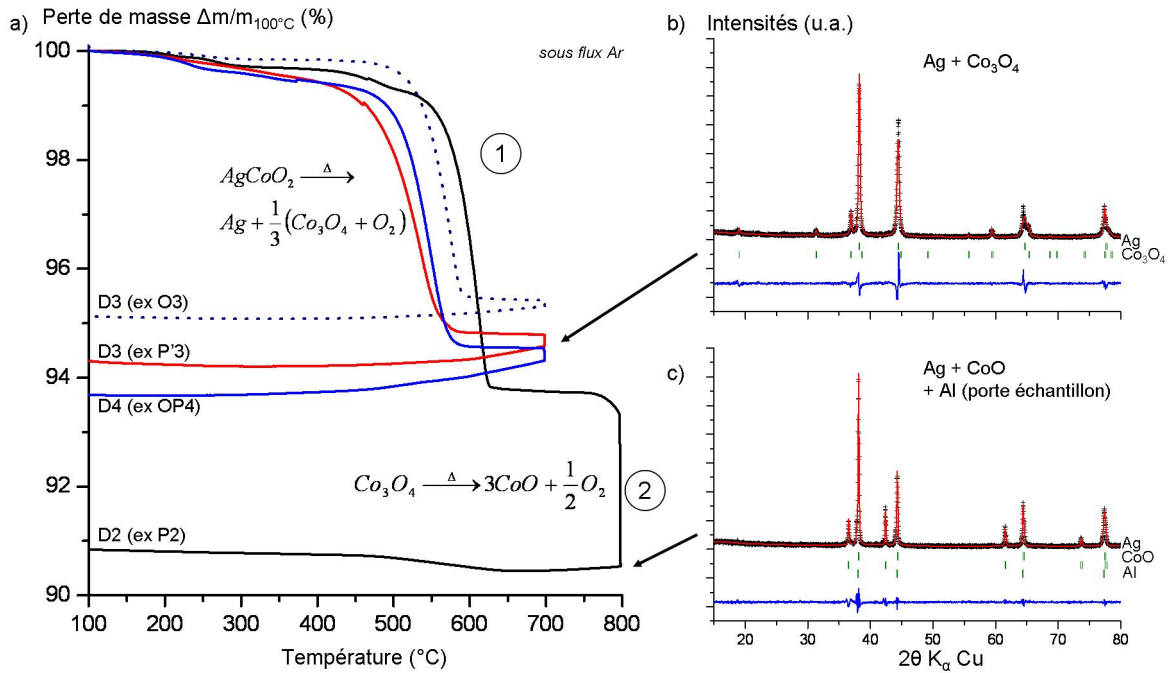 a)
Perte de masse Δm/m100°C (%)
sous flux Ar
100
98
96
94
92
90
1
AgCoO2 —Δ→
Ag + 1/3 (Co3O4 + O2)
D3 (ex O3)
D3 (ex P'3)
D4 (ex OP4)
Co3O4 —Δ→ 3CoO + 1/2 O2
2
D2 (ex P2)
100 200 300 400 500 600 700 800
Température (°C)
b)
Intensités (u.a.)
Ag + Co3O4
Ag
Co3O4
c)
Ag + CoO
+ Al (porte échantillon)
Ag
CoO
Al
20 30 40 50 60 70 80
2θ Kα Cu